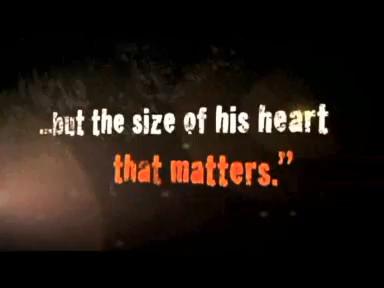 ...but the size of his heart
that matters.”